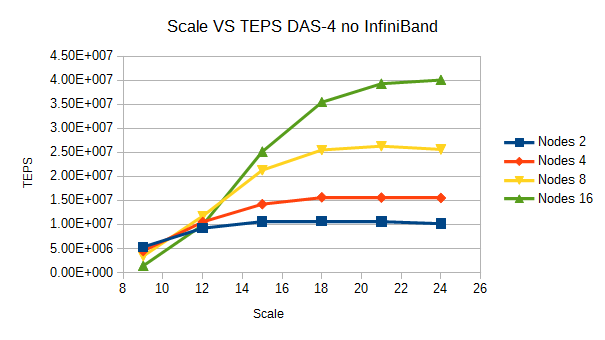 Scale VS TEPS DAS-4 no InfiniBand
4.50E+007
4.00E+007
3.50E+007
3.00E+007
2.50E+007
2.00E+007
1.50E+007
1.00E+007
5.00E+006
0.00E+000
TEPS
8 10 12 14 16 18 20 22 24 26
Scale
Nodes 2
Nodes 4
Nodes 8
Nodes 16